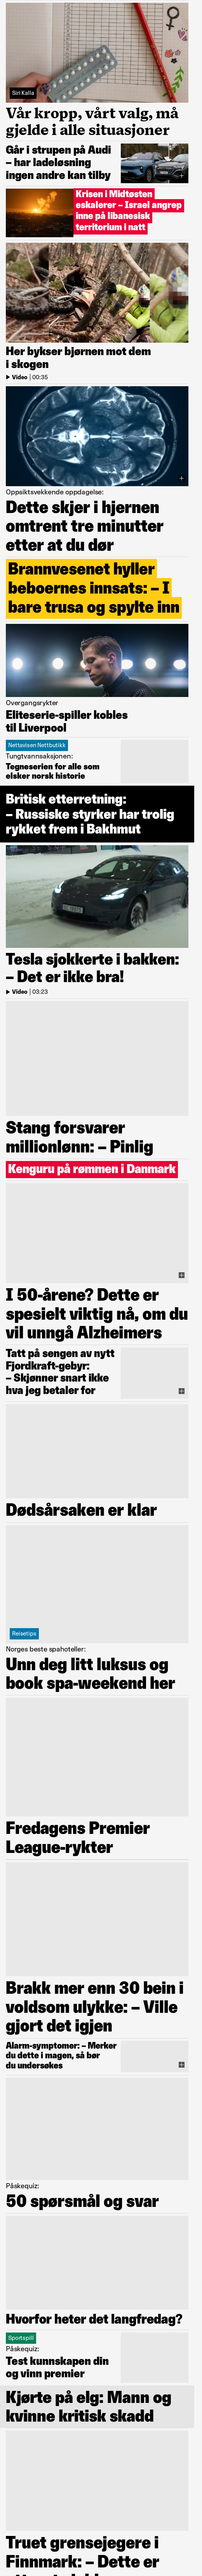 Siri Kalla
Vår kropp, vårt valg, må
gjelde i alle situasjoner
Går i strupen på Audi
– har ladeløsning
ingen andre kan tilby
Krisen i Midtøsten
eskalerer – Israel angrep
inne på libanesisk
territorium i natt
Her bykser bjørnen mot dem
i skogen
Video | 00:35
Oppsiktsvekkende oppdagelse:
Dette skjer i hjernen
omtrent tre minutter
etter at du dør
Brannvesenet hyller
beboernes innsats: – I
bare trusa og spylte inn
Overgangsrykter
Eliteserie-spiller kobles
til Liverpool
Nettavisen Nettbutikk
Tungtvannsaksjonen:
Tegneserien for alle som
elsker norsk historie
Britisk etterretning:
– Russiske styrker har trolig
rykket frem i Bakhmut
Tesla sjokkerte i bakken:
– Det er ikke bra!
Video | 03:23
Stang forsvarer
millionlønn: – Pinlig
Kenguru på rømmen i Danmark
I 50-årene? Dette er
spesielt viktig nå, om du
vil unngå Alzheimers
Tatt på sengen av nytt
Fjordkraft-gebyr:
– Skjønner snart ikke
hva jeg betaler for
Dødsårsaken er klar
Reisetips
Norges beste spahoteller:
Unn deg litt luksus og
book spa-weekend her
Fredagens Premier
League-rykter
Brakk mer enn 30 bein i
voldsom ulykke: – Ville
gjort det igjen
Alarm-symptomer: – Merker
du dette i magen, så bør
du undersøkes
Påskequiz:
50 spørsmål og svar
Hvorfor heter det langfredag?
Sportspill
Påskequiz:
Test kunnskapen din
og vinn premier
Kjørte på elg: Mann og
kvinne kritisk skadd
Truet grensejegere i
Finnmark: – Dette er